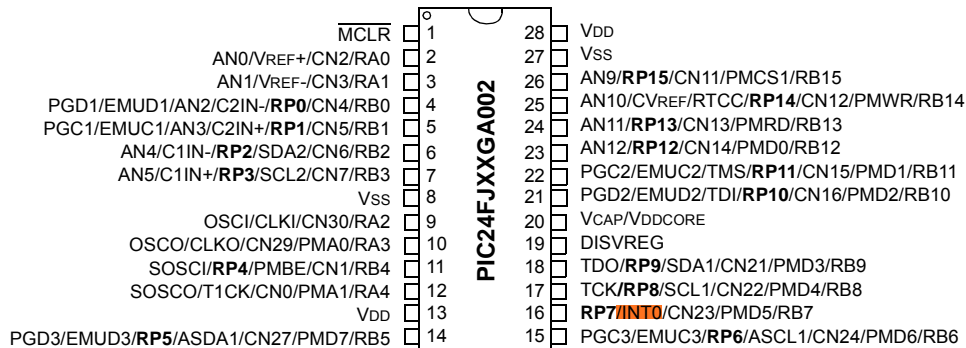 MCLR 1 28 VDD
AN0/VREF+/CN2/RA0 2 27 VSS
AN1/VREF-/CN3/RA1 3 26 AN9/RP15/CN11/PMCS1/RB15
PGD1/EMUD1/AN2/C2IN-/RP0/CN4/RB0 4 25 AN10/CVREF/RTCC/RP14/CN12/PMWR/RB14
PGC1/EMUC1/AN3/C2IN+/RP1/CN5/RB1 5 24 AN11/RP13/CN13/PMRD/RB13
AN4/C1IN-/RP2/SDA2/CN6/RB2 6 23 AN12/RP12/CN14/PMD0/RB12
AN5/C1IN+/RP3/SCL2/CN7/RB3 7 22 PGC2/EMUC2/TMS/RP11/CN15/PMD1/RB11
VSS 8 21 PGD2/EMUD2/TDI/RP10/CN16/PMD2/RB10
OSCI/CLKI/CN30/RA2 9 20 VCAP/VDDCORE
OSCO/CLKO/CN29/PMA0/RA3 10 19 DISVREG
SOSCI/RP4/PMBE/CN1/RB4 11 18 TDO/RP9/SDA1/CN21/PMD3/RB9
SOSCO/T1CK/CN0/PMA1/RA4 12 17 TCK/RP8/SCL1/CN22/PMD4/RB8
VDD 13 16 RP7/INT0/CN23/PMD5/RB7
PGD3/EMUD3/RP5/ASDA1/CN27/PMD7/RB5 14 15 PGC3/EMUC3/RP6/ASCL1/CN24/PMD6/RB6
PIC24FJXXGA002